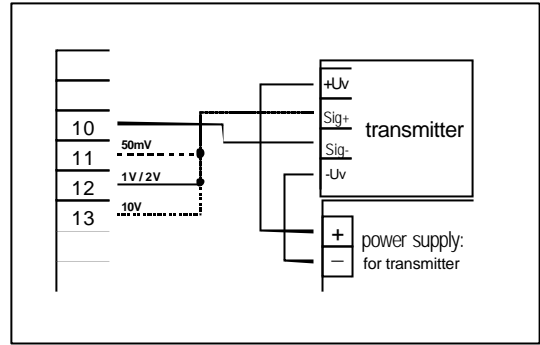 10
11
12
13
50mV
1V / 2V
10V
+Uv
Sig+
Sig-
-Uv
transmitter
+
−
power supply:
for transmitter